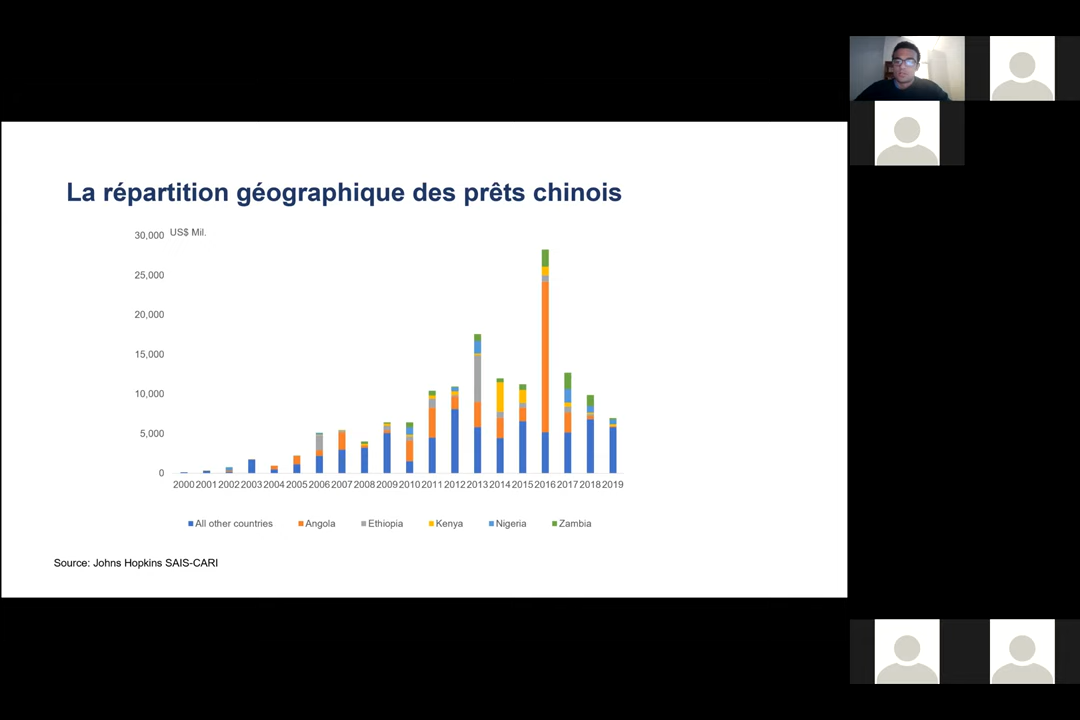 La répartition géographique des prêts chinois
US$ Mil.
30,000
25,000
20,000
15,000
10,000
5,000
0
2000 2001 2002 2003 2004 2005 2006 2007 2008 2009 2010 2011 2012 2013 2014 2015 2016 2017 2018 2019
All other countries Angola Ethiopia Kenya Nigeria Zambia
Source: Johns Hopkins SAIS-CARI